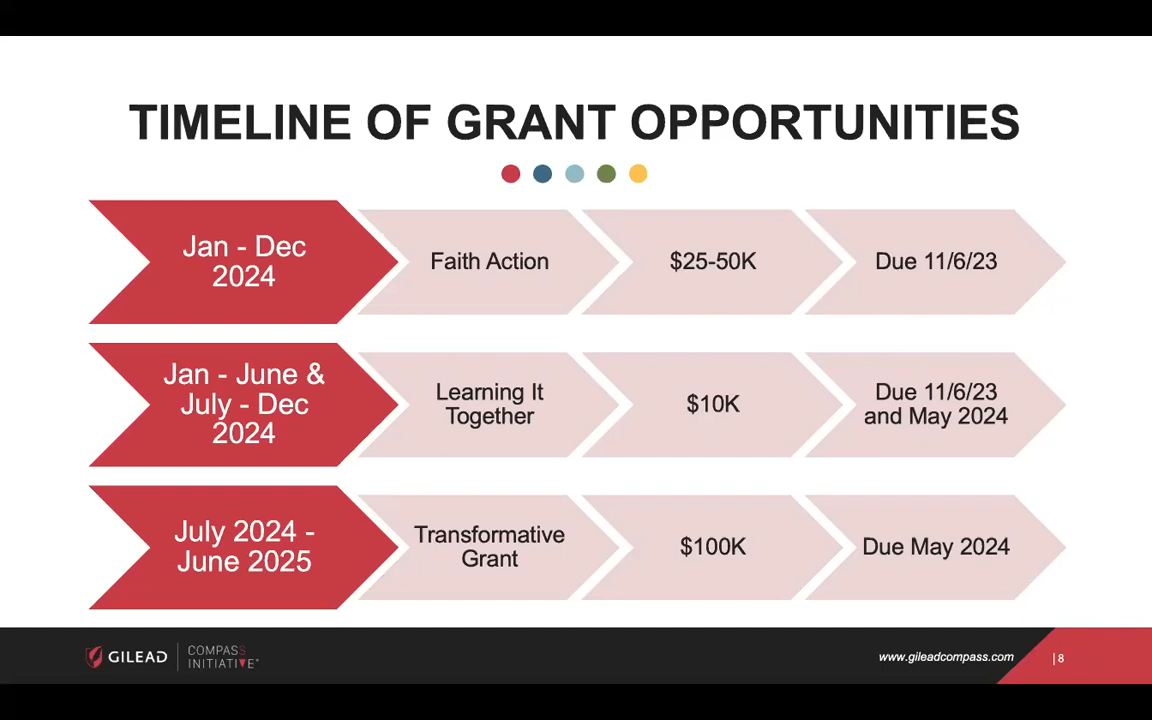 TIMELINE OF GRANT OPPORTUNITIES
Jan - Dec
2024
Faith Action
$25-50K
Due 11/6/23
Jan - June &
July - Dec
2024
Learning It
Together
$10K
Due 11/6/23
and May 2024
July 2024 -
June 2025
Transformative
Grant
$100K
Due May 2024
GILEAD
COMPASS
INITIATIVE
www.gileadcompass.com
| 8